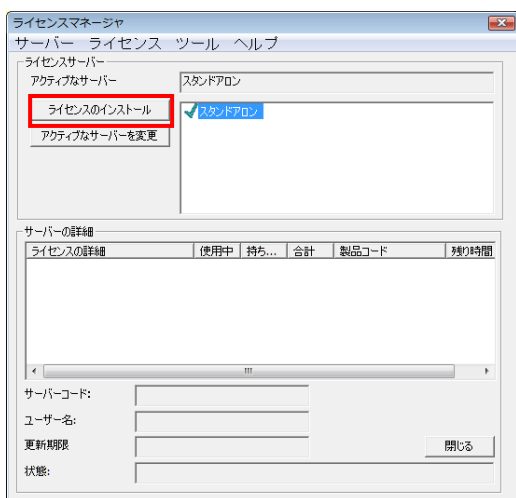 ライセンスマネージャ
サーバー ライセンス ツール ヘルプ
ライセンスサーバー
アクティブなサーバー スタンドアロン
ライセンスのインストール スタンドアロン
アクティブなサーバーを変更
サーバーの詳細
ライセンスの詳細 使用中 持ち... 合計 製品コード 残り時間
サーバーコード:
ユーザー名:
更新期限 閉じる
状態: